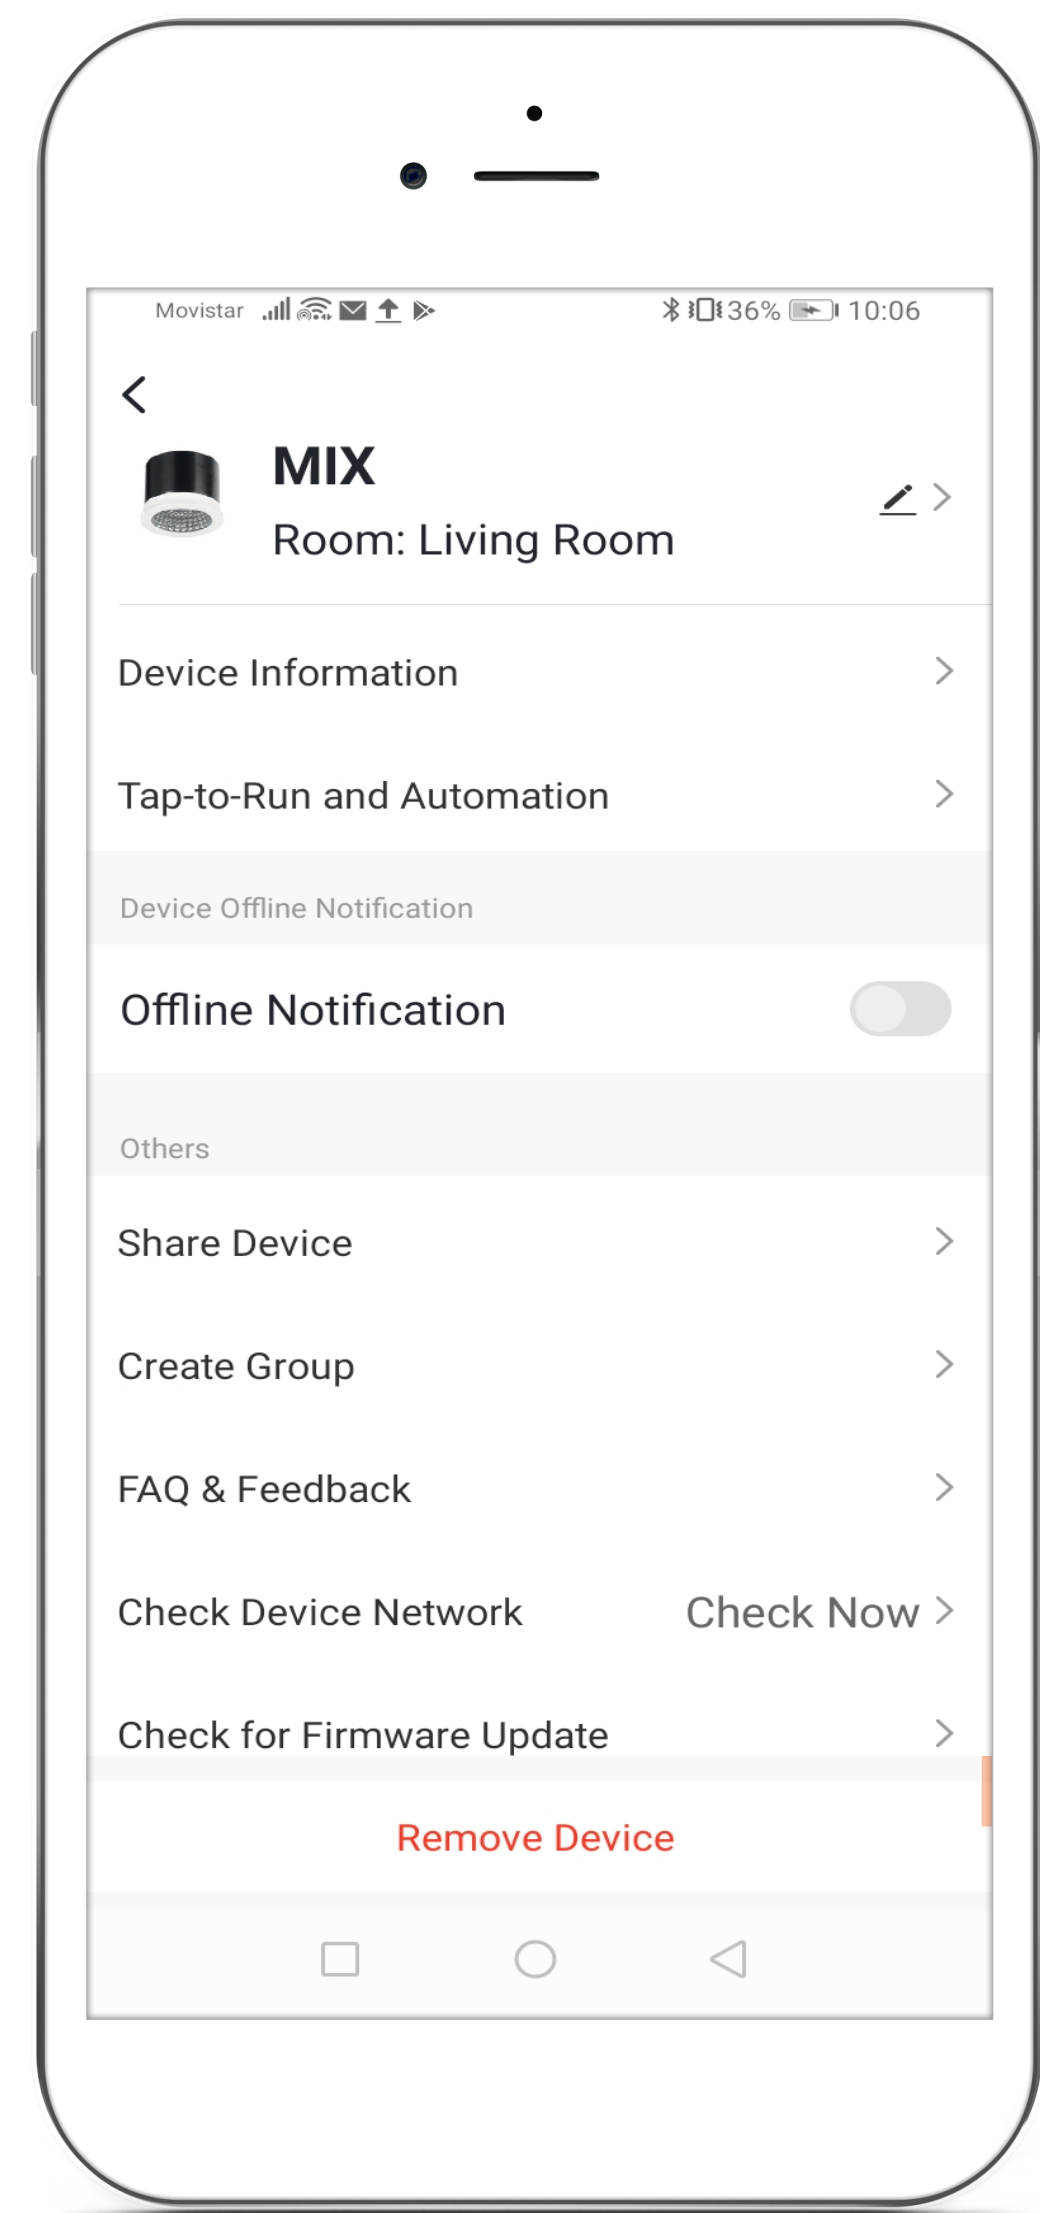 Movistar 36% 10:06
MIX
Room: Living Room
Device Information
Tap-to-Run and Automation
Device Offline Notification
Offline Notification
Others
Share Device
Create Group
FAQ & Feedback
Check Device Network Check Now
Check for Firmware Update
Remove Device